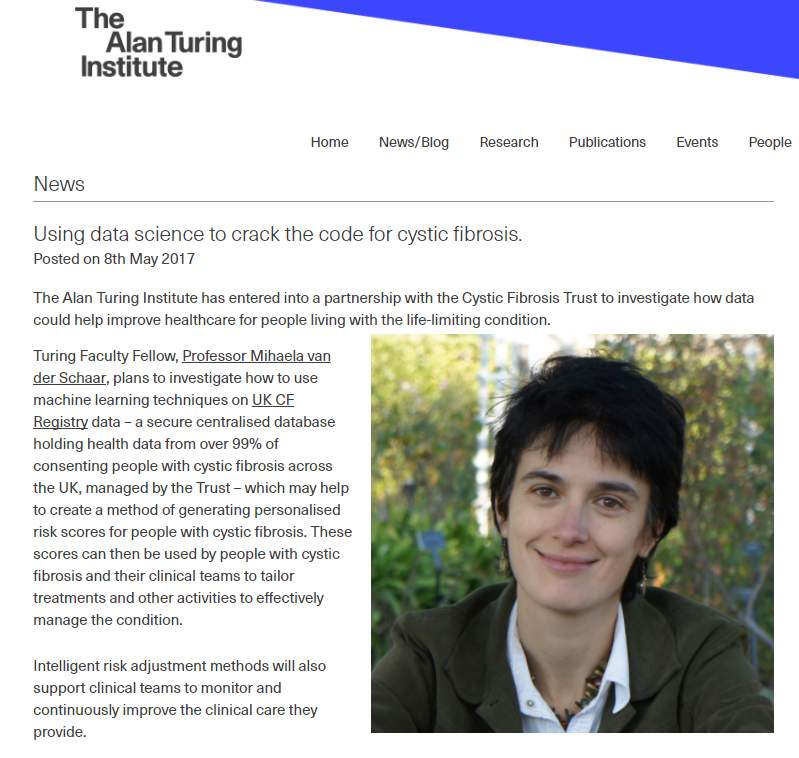 The
Alan Turing
Institute
Home News/Blog Research Publications Events People
News
Using data science to crack the code for cystic fibrosis.
Posted on 8th May 2017
The Alan Turing Institute has entered into a partnership with the Cystic Fibrosis Trust to investigate how data
could help improve healthcare for people living with the life-limiting condition.
Turing Faculty Fellow, Professor Mihaela van
der Schaar, plans to investigate how to use
machine learning techniques on UK CF
Registry data – a secure centralised database
holding health data from over 99% of
consenting people with cystic fibrosis across
the UK, managed by the Trust – which may help
to create a method of generating personalised
risk scores for people with cystic fibrosis. These
scores can then be used by people with cystic
fibrosis and their clinical teams to tailor
treatments and other activities to effectively
manage the condition.
Intelligent risk adjustment methods will also
support clinical teams to monitor and
continuously improve the clinical care they
provide.